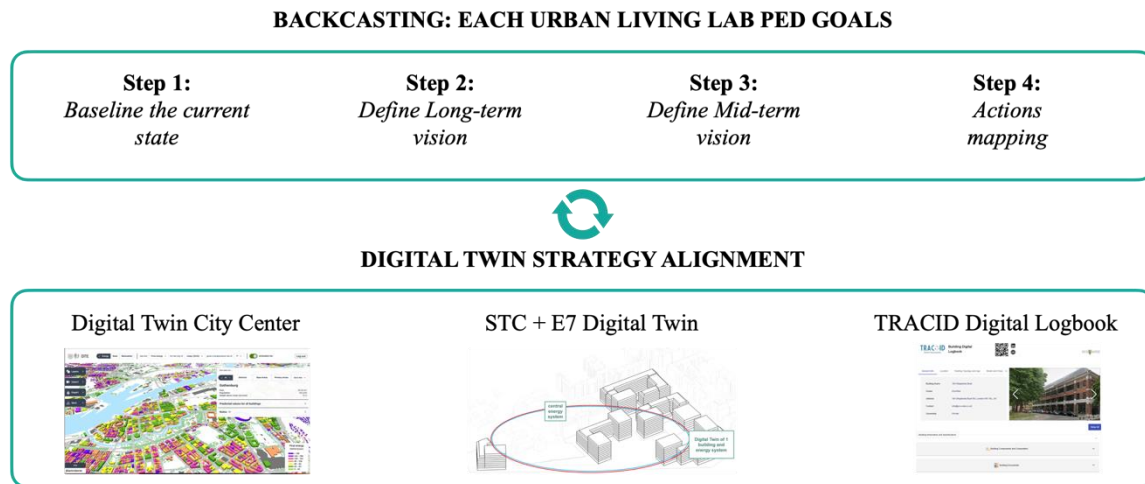 BACKCASTING: EACH URBAN LIVING LAB PED GOALS
Step 1:
Baseline the current
state
Step 2:
Define Long-term
vision
Step 3:
Define Mid-term
vision
Step 4:
Actions
mapping
DIGITAL TWIN STRATEGY ALIGNMENT
Digital Twin City Center
STC + E7 Digital Twin
TRACID Digital Logbook
central
energy
system
Digital Twin of 1
building and
energy system
Building Digital
Logbook